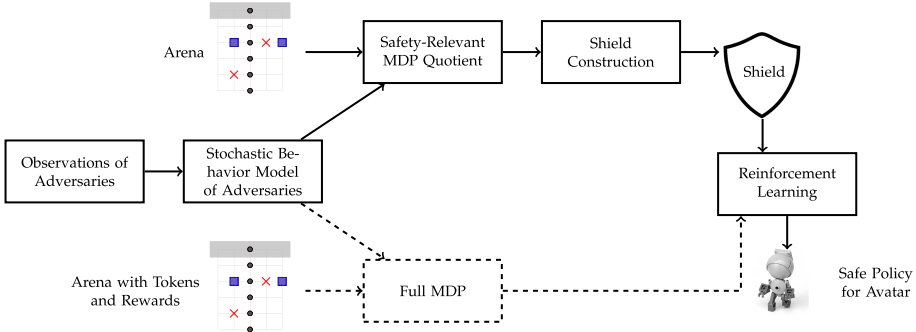 Arena
Safety-Relevant
MDP Quotient
Shield
Construction
Shield
Observations of
Adversaries
Stochastic Be-
havior Model
of Adversaries
Reinforcement
Learning
Arena with Tokens
and Rewards
Full MDP
Safe Policy
for Avatar